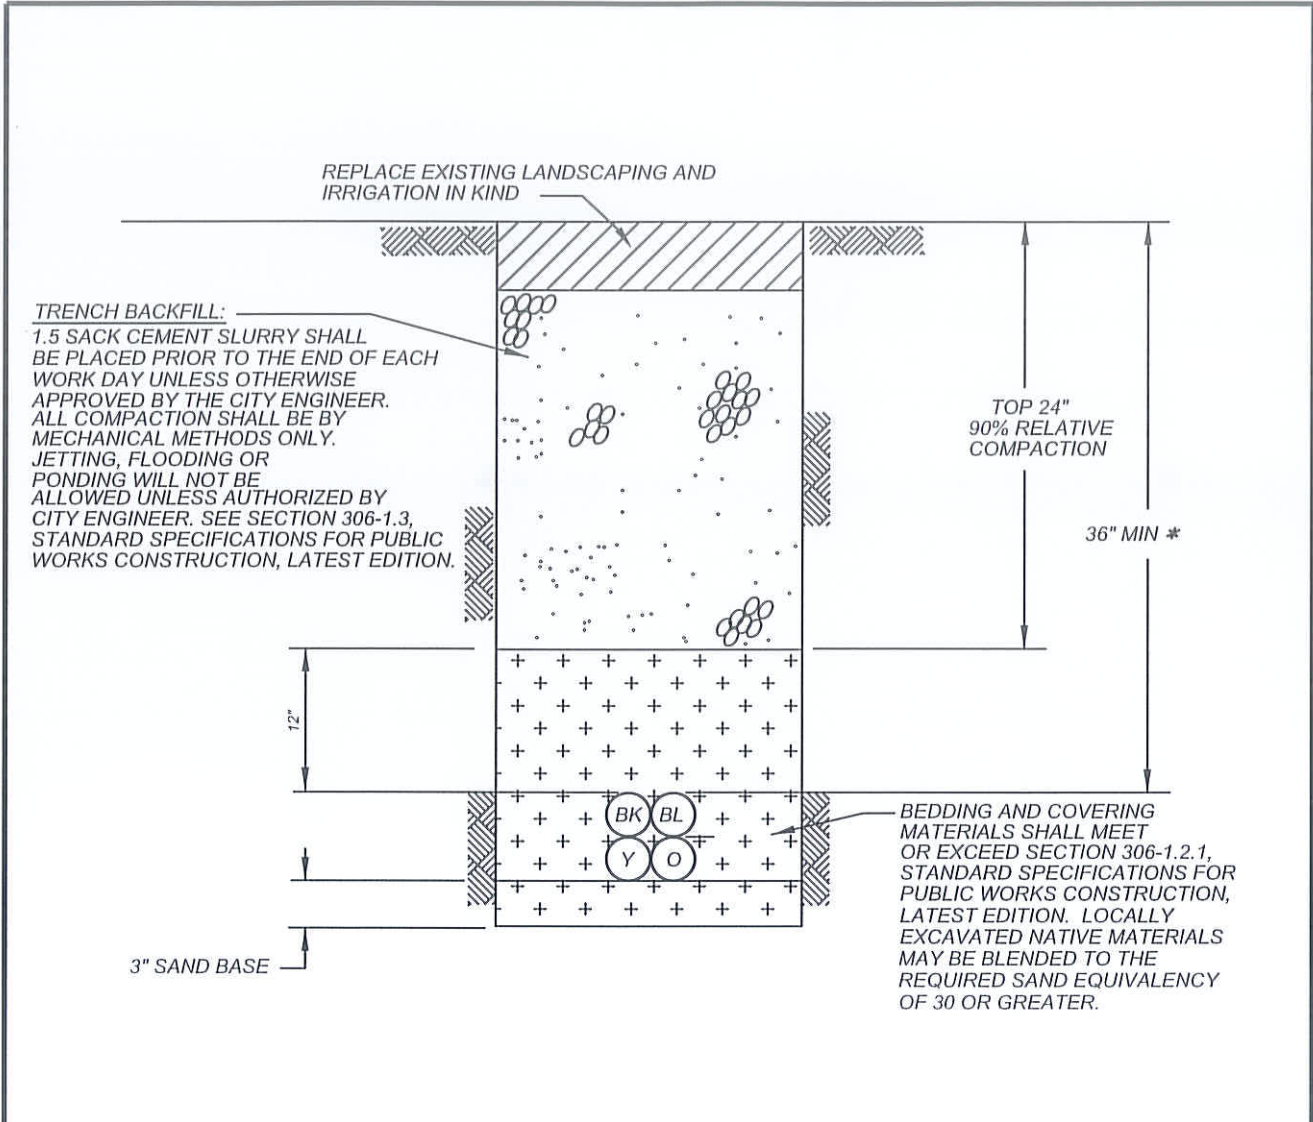 REPLACE EXISTING LANDSCAPING AND
IRRIGATION IN KIND
TRENCH BACKFILL:
1.5 SACK CEMENT SLURRY SHALL
BE PLACED PRIOR TO THE END OF EACH
WORK DAY UNLESS OTHERWISE
APPROVED BY THE CITY ENGINEER.
ALL COMPACTION SHALL BE BY
MECHANICAL METHODS ONLY.
JETTING, FLOODING OR
PONDING WILL NOT BE
ALLOWED UNLESS AUTHORIZED BY
CITY ENGINEER. SEE SECTION 306-1.3,
STANDARD SPECIFICATIONS FOR PUBLIC
WORKS CONSTRUCTION, LATEST EDITION.
TOP 24"
90% RELATIVE
COMPACTION
36" MIN *
12"
BK BL
Y O
BEDDING AND COVERING
MATERIALS SHALL MEET
OR EXCEED SECTION 306-1.2.1,
STANDARD SPECIFICATIONS FOR
PUBLIC WORKS CONSTRUCTION,
LATEST EDITION. LOCALLY
EXCAVATED NATIVE MATERIALS
MAY BE BLENDED TO THE
REQUIRED SAND EQUIVALENCY
OF 30 OR GREATER.
3" SAND BASE